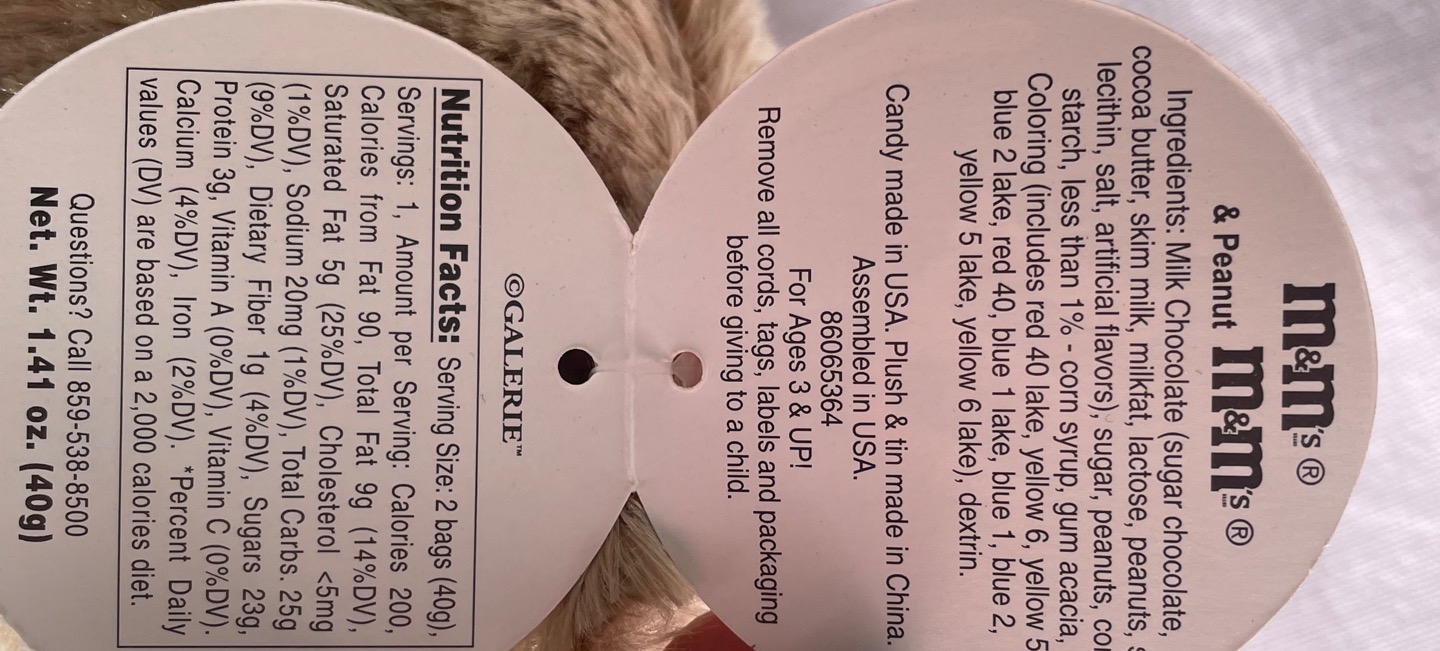 m&m's®
& Peanut m&m's®
Ingredients: Milk Chocolate (sugar chocolate,
cocoa butter, skim milk, milkfat, lactose, peanuts,
lecithin, salt, artificial flavors), sugar, peanuts,
starch, less than 1% - corn syrup, gum acacia,
Coloring (includes red 40 lake, yellow 6, yellow 5
blue 2 lake, red 40, blue 1 lake, blue 1, blue 2,
yellow 5 lake, yellow 6 lake), dextrin.
Candy made in USA. Plush & tin made in China.
Assembled in USA.
86065364
For Ages 3 & UP!
Remove all cords, tags, labels and packaging
before giving to a child.
©GALERIE™
Nutrition Facts: Serving Size: 2 bags (40g),
Servings: 1, Amount per Serving: Calories 200,
Calories from Fat 90, Total Fat 9g (14%DV),
Saturated Fat 5g (25%DV), Cholesterol <5mg
(1%DV), Sodium 20mg (1%DV), Total Carbs. 25g
(9%DV), Dietary Fiber 1g (4%DV), Sugars 23g,
Protein 3g, Vitamin A (0%DV), Vitamin C (0%DV).
Calcium (4%DV), Iron (2%DV). *Percent Daily
values (DV) are based on a 2,000 calories diet.
Questions? Call 859-538-8500
Net. Wt. 1.41 oz. (40g)